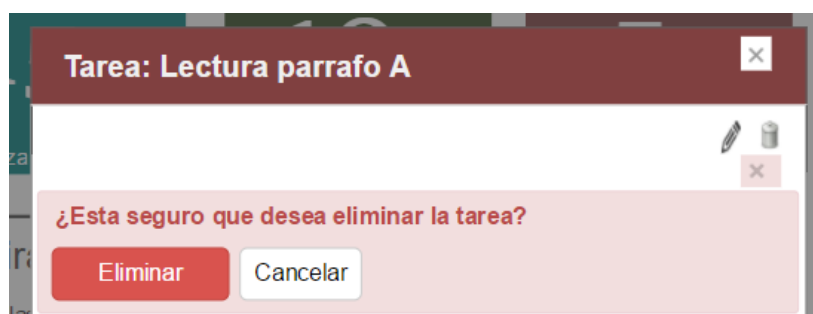 Tarea: Lectura parrafo A
¿Esta seguro que desea eliminar la tarea?
Eliminar
Cancelar